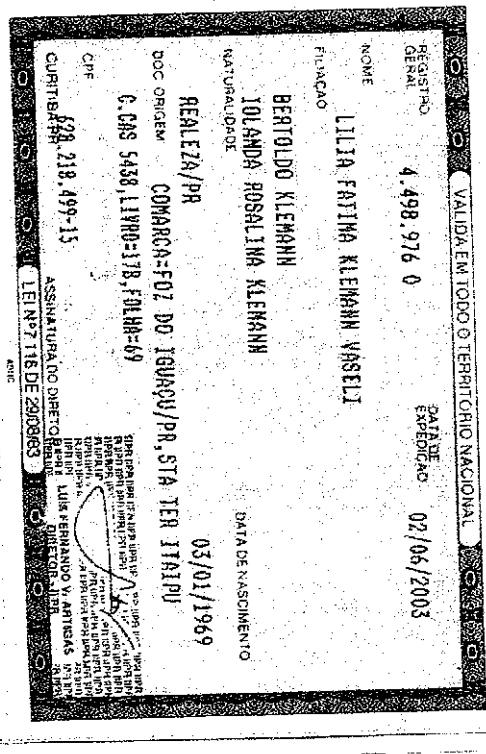 VALIDA EM TODO O TERRITÓRIO NACIONAL
REGISTRO GERAL 4.498.976 0 DATA DE EXPEDIÇÃO 02/06/2003
NOME LILIA FATIMA KLEMANN VASELI
FILIAÇÃO
BERTOLDO KLEMANN
IOLANDA ROSALINA KLEMANN
NATURALIDADE DATA DE NASCIMENTO
REALEZA/PR 03/01/1969
DOC ORIGEM COMARCA=FOZ DO IGUAÇU/PR,STA TER ITAIPU
C.CAS 5438,LIVRO=17B,FOLHA=69
CPF 628.218.499-15
CURITIBA/PR
LUIS FERNANDO V. ARTIGAS
ASSINATURA DO DIRETOR DIRETOR
LEI Nº 7.116 DE 29/08/83